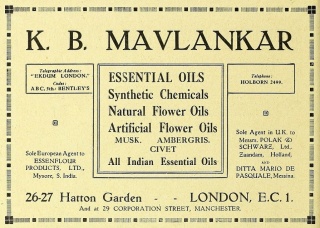 K. B. MAVLANKAR
Telegraphic Address:
"EKDUM LONDON."
Codes:
A B C, 5th: BENTLEY'S
ESSENTIAL OILS
Synthetic Chemicals
Natural Flower Oils
Artificial Flower Oils
MUSK. AMBERGRIS.
CIVET
All Indian Essential Oils
Telephone:
HOLBORN 2400.
Sole European Agent to
ESSENFLOUR
PRODUCTS, LTD.,
Mysore, S. India.
Sole Agent in U.K. to
Messrs. POLAK &
SCHWARZ, Ltd.,
Zaandam, Holland,
and
DITTA MARIO DE
PASQUALE, Messina.
26-27 Hatton Garden - - LONDON, E.C. 1.
And at 29 CORPORATION STREET, MANCHESTER.